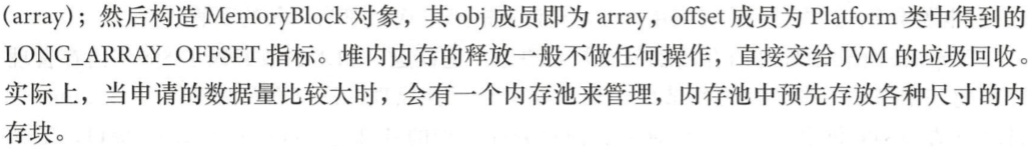 (array)；然后构造 MemoryBlock 对象，其 obj 成员即为 array，offset 成员为 Platform 类中得到的
LONG_ARRAY_OFFSET 指标。堆内内存的释放一般不做任何操作，直接交给 JVM 的垃圾回收。
实际上，当申请的数据量比较大时，会有一个内存池来管理，内存池中预先存放各种尺寸的内
存块。